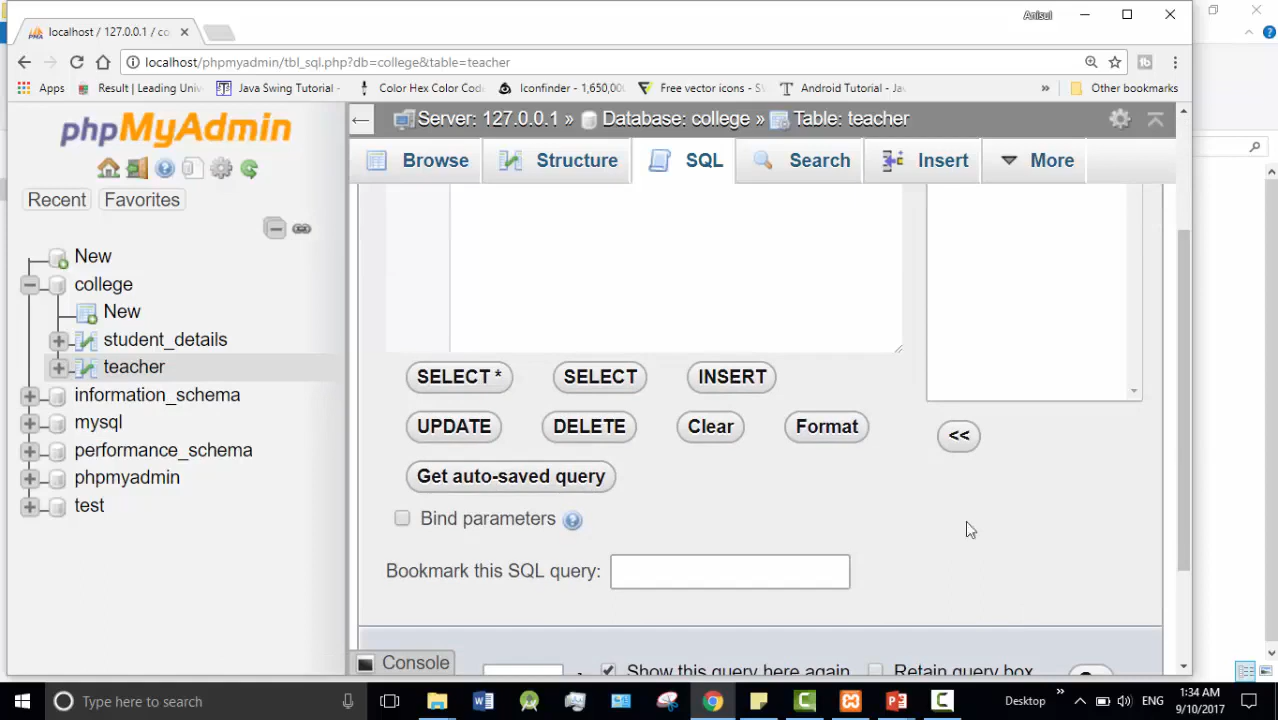 Anisul
localhost / 127.0.0.1 / co
localhost/phpmyadmin/tbl_sql.php?db=college&table=teacher
Apps Result | Leading Univ Java Swing Tutorial - Color Hex Color Code Iconfinder - 1,650,00 Free vector icons - SV Android Tutorial - Jav » Other bookmarks
phpMyAdmin
Server: 127.0.0.1 » Database: college » Table: teacher
Browse Structure SQL Search Insert More
Recent Favorites
New
college
New
student_details
teacher
information_schema
mysql
performance_schema
phpmyadmin
test
SELECT * SELECT INSERT
UPDATE DELETE Clear Format
<<
Get auto-saved query
Bind parameters
Bookmark this SQL query:
Console
Show this query here again Retain query box
Type here to search
Desktop » ENG
1:34 AM
9/10/2017